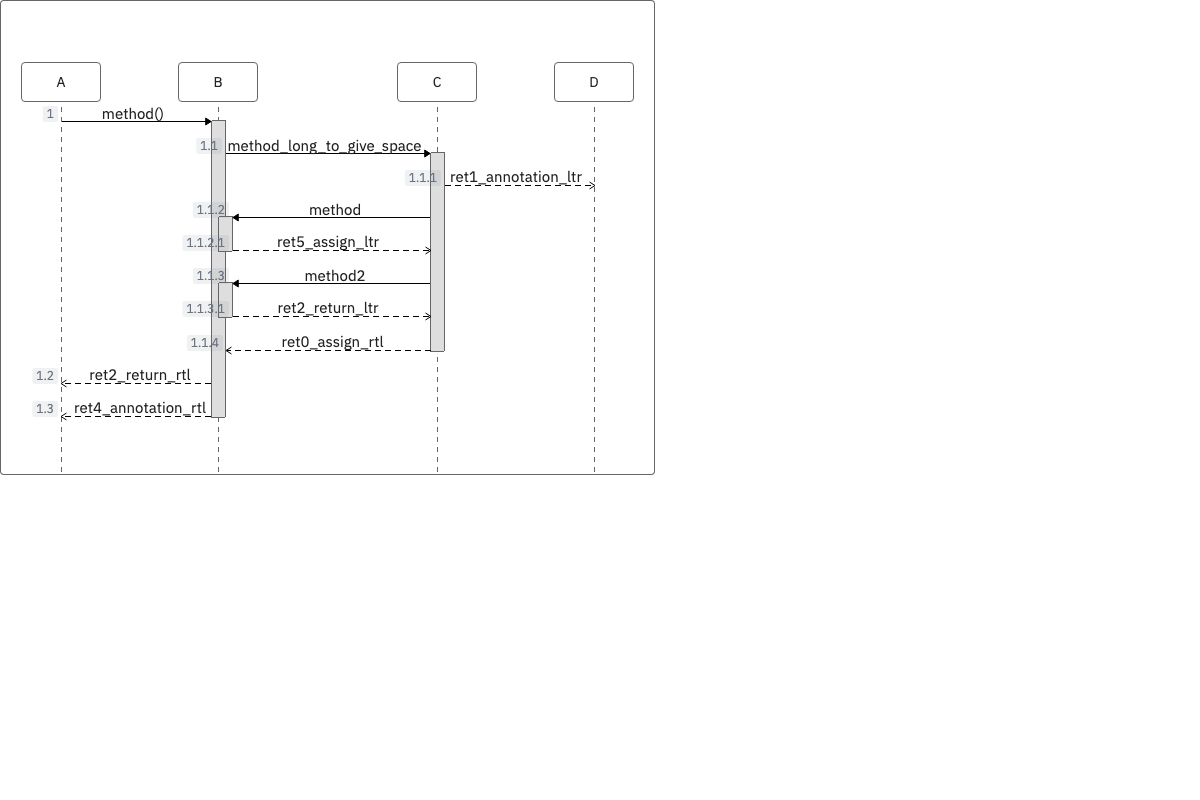 A B C D
1 method()
1.1 method_long_to_give_space
1.1.1 ret1_annotation_ltr
1.1.2 method
1.1.2.1 ret5_assign_ltr
1.1.3 method2
1.1.3.1 ret2_return_ltr
1.1.4 ret0_assign_rtl
1.2 ret2_return_rtl
1.3 ret4_annotation_rtl